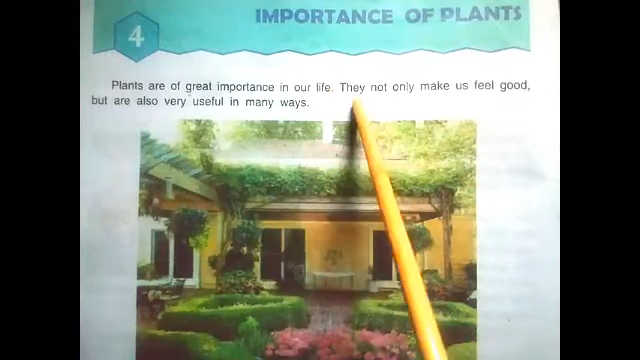 4
IMPORTANCE OF PLANTS
Plants are of great importance in our life. They not only make us feel good,
but are also very useful in many ways.